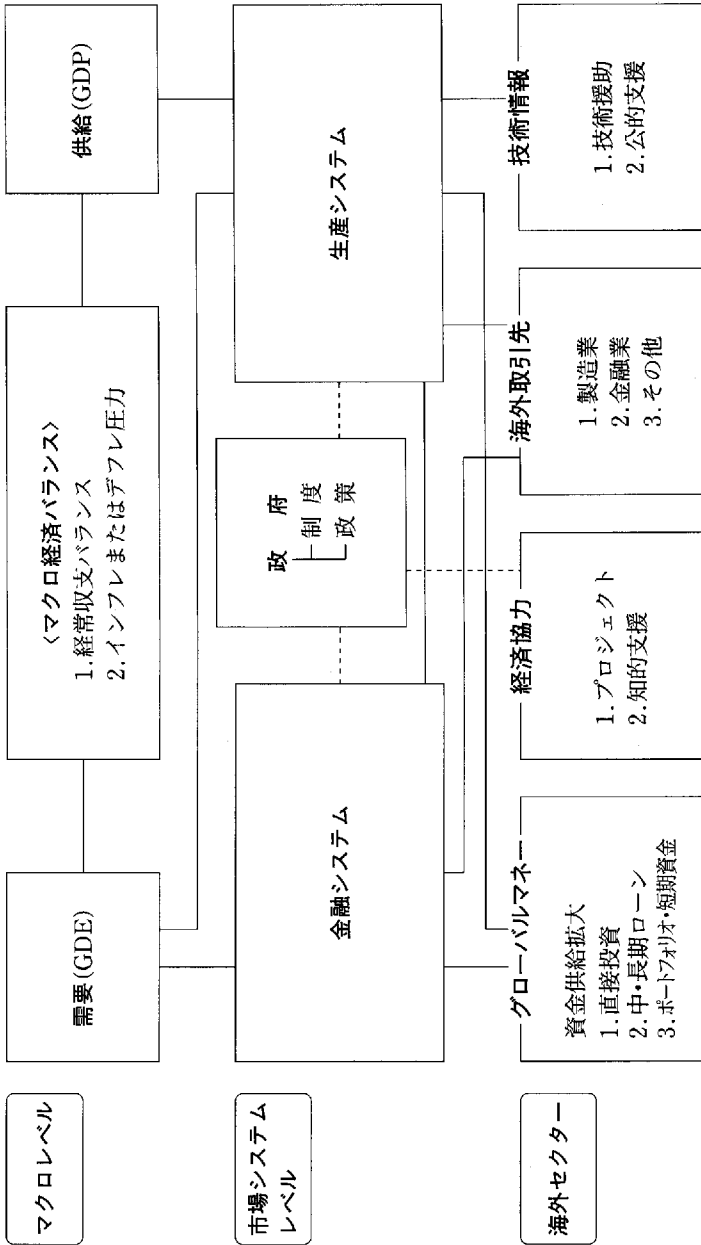 マクロレベル
需要(GDE)
〈マクロ経済バランス〉
1.経常収支バランス
2.インフレまたはデフレ圧力
供給(GDP)
市場システム
レベル
金融システム
政　府
制　度
政　策
生産システム
海外セクター
グローバルマネー
資金供給拡大
1.直接投資
2.中・長期ローン
3.ポートフォリオ・短期資金
経済協力
1.プロジェクト
2.知的支援
海外取引先
1.製造業
2.金融業
3.その他
技術情報
1.技術援助
2.公的支援